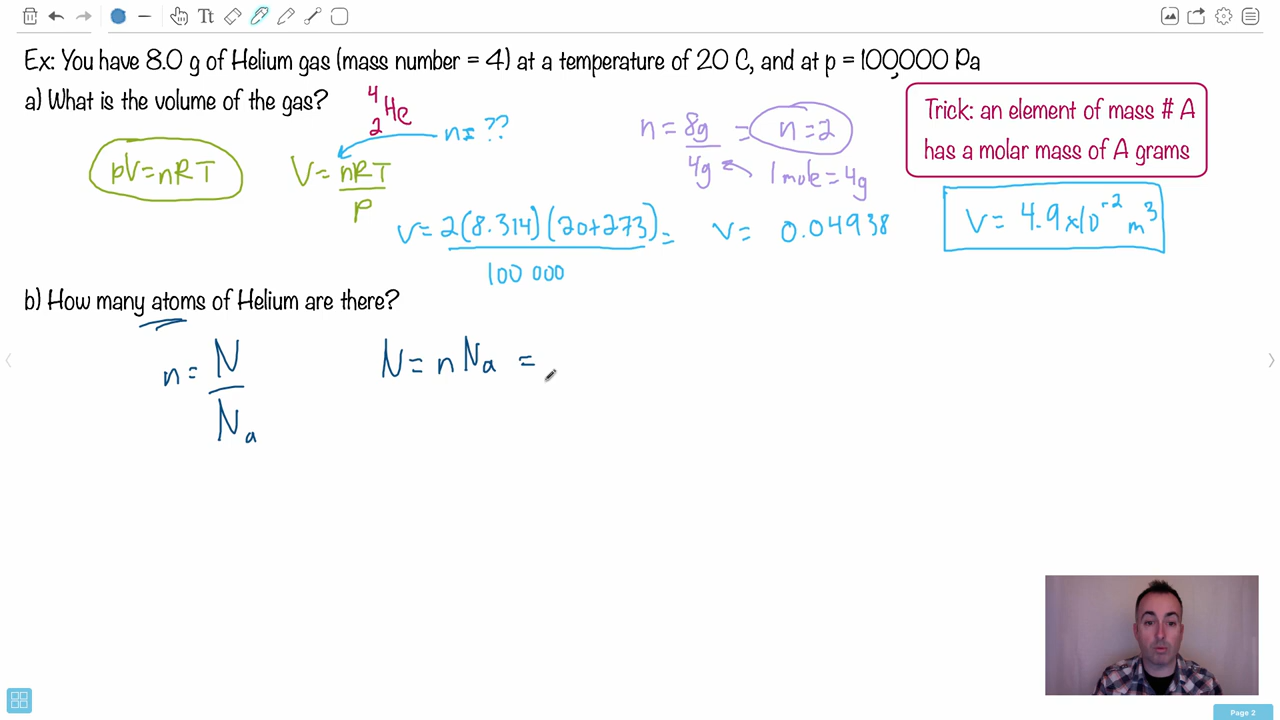 Ex: You have 8.0 g of Helium gas (mass number = 4) at a temperature of 20 C, and at p = 100,000 Pa
a) What is the volume of the gas?
4
2 He
n = ??
pV = nRT
V = nRT
P
n = 8g = n = 2
4g
1 mole = 4g
Trick: an element of mass # A
has a molar mass of A grams
V = 2(8.314)(20+273) =
100 000
V = 0.04938
V = 4.9 x 10⁻² m³
b) How many atoms of Helium are there?
n = N
Na
N = n Na =
Page 2
Tt